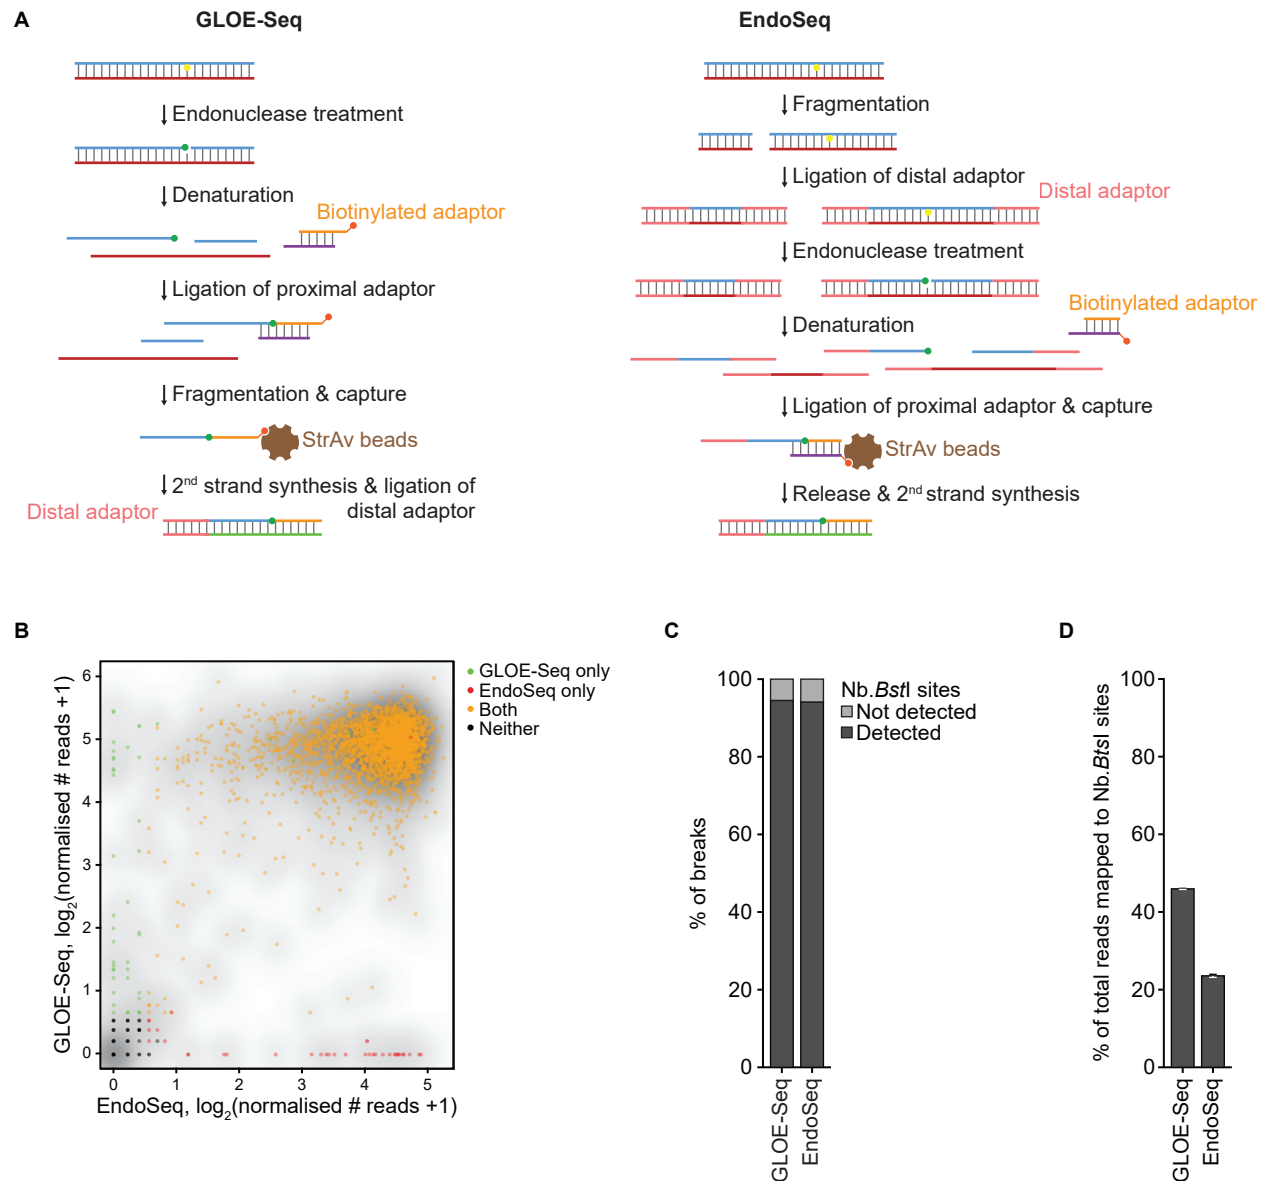 A
GLOE-Seq
EndoSeq
Endonuclease treatment
Denaturation
Biotinylated adaptor
Ligation of proximal adaptor
Fragmentation & capture
StrAv beads
2nd strand synthesis & ligation of
distal adaptor
Distal adaptor
Fragmentation
Ligation of distal adaptor
Distal adaptor
Endonuclease treatment
Biotinylated adaptor
Denaturation
Ligation of proximal adaptor & capture
StrAv beads
Release & 2nd strand synthesis
B
GLOE-Seq, log2(normalised # reads +1)
6
5
4
3
2
1
0
0 1 2 3 4 5
EndoSeq, log2(normalised # reads +1)
GLOE-Seq only
EndoSeq only
Both
Neither
C
% of breaks
100
80
60
40
20
0
GLOE-Seq
EndoSeq
Nb.BstI sites
Not detected
Detected
D
% of total reads mapped to Nb.BtsI sites
100
80
60
40
20
0
GLOE-Seq
EndoSeq